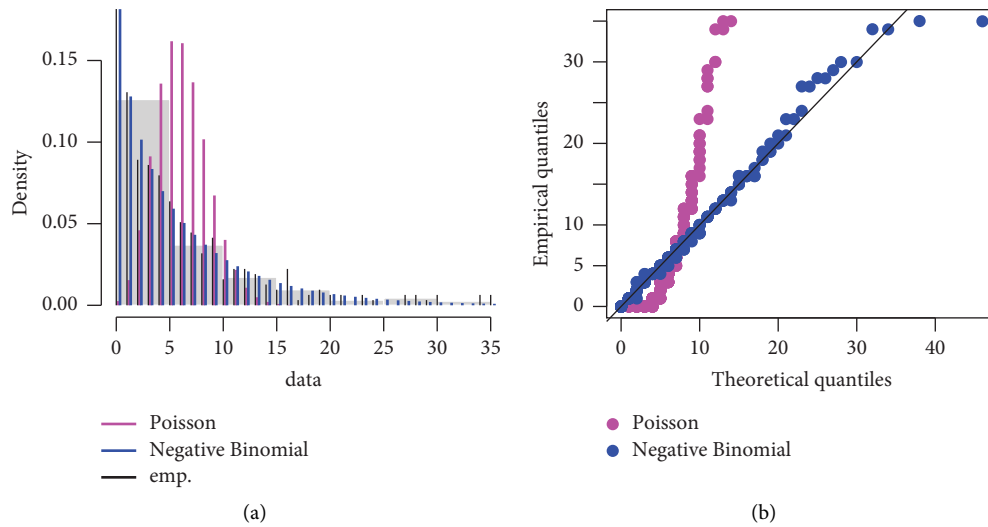 0.15
0.10
0.05
0.00
Density
0 5 10 15 20 25 30 35
data
Poisson
Negative Binomial
emp.
(a)
30
20
10
5
0
Empirical quantiles
0 10 20 30 40
Theoretical quantiles
Poisson
Negative Binomial
(b)